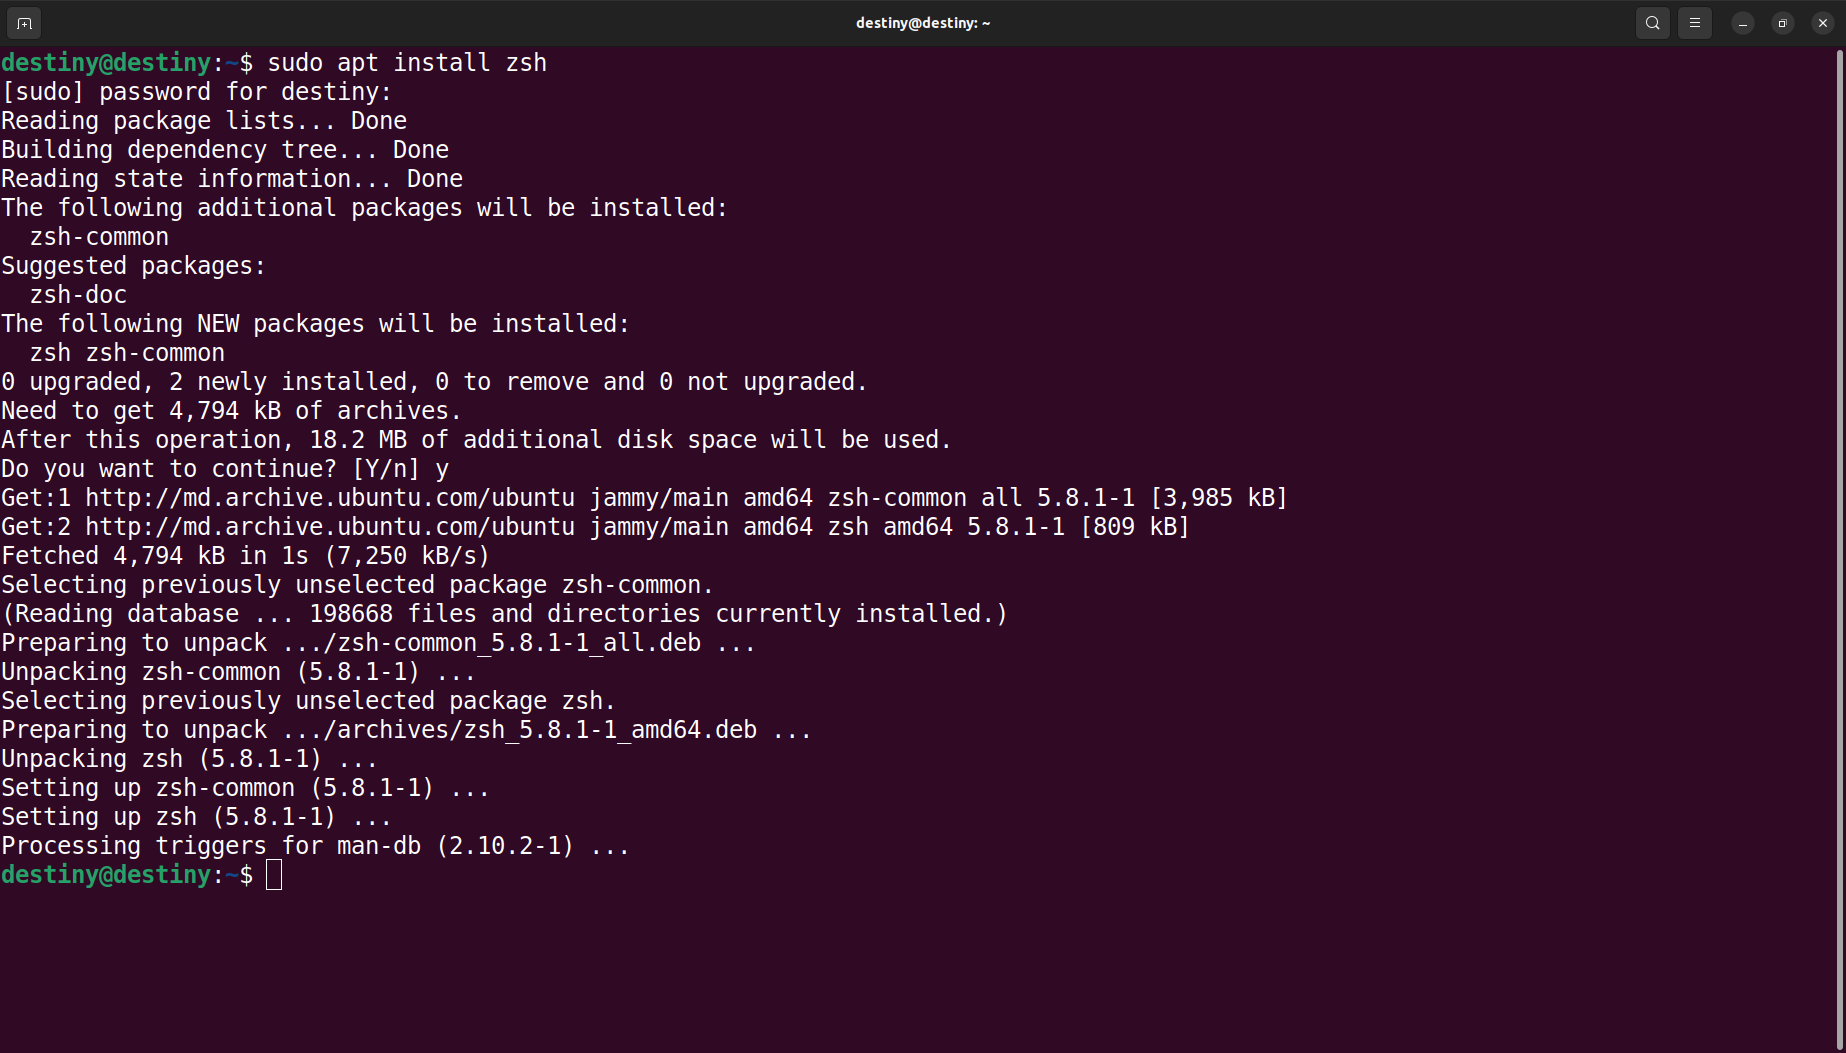 destiny@destiny: ~
destiny@destiny:~$ sudo apt install zsh
[sudo] password for destiny:
Reading package lists... Done
Building dependency tree... Done
Reading state information... Done
The following additional packages will be installed:
  zsh-common
Suggested packages:
  zsh-doc
The following NEW packages will be installed:
  zsh zsh-common
0 upgraded, 2 newly installed, 0 to remove and 0 not upgraded.
Need to get 4,794 kB of archives.
After this operation, 18.2 MB of additional disk space will be used.
Do you want to continue? [Y/n] y
Get:1 http://md.archive.ubuntu.com/ubuntu jammy/main amd64 zsh-common all 5.8.1-1 [3,985 kB]
Get:2 http://md.archive.ubuntu.com/ubuntu jammy/main amd64 zsh amd64 5.8.1-1 [809 kB]
Fetched 4,794 kB in 1s (7,250 kB/s)
Selecting previously unselected package zsh-common.
(Reading database ... 198668 files and directories currently installed.)
Preparing to unpack .../zsh-common_5.8.1-1_all.deb ...
Unpacking zsh-common (5.8.1-1) ...
Selecting previously unselected package zsh.
Preparing to unpack .../archives/zsh_5.8.1-1_amd64.deb ...
Unpacking zsh (5.8.1-1) ...
Setting up zsh-common (5.8.1-1) ...
Setting up zsh (5.8.1-1) ...
Processing triggers for man-db (2.10.2-1) ...
destiny@destiny:~$